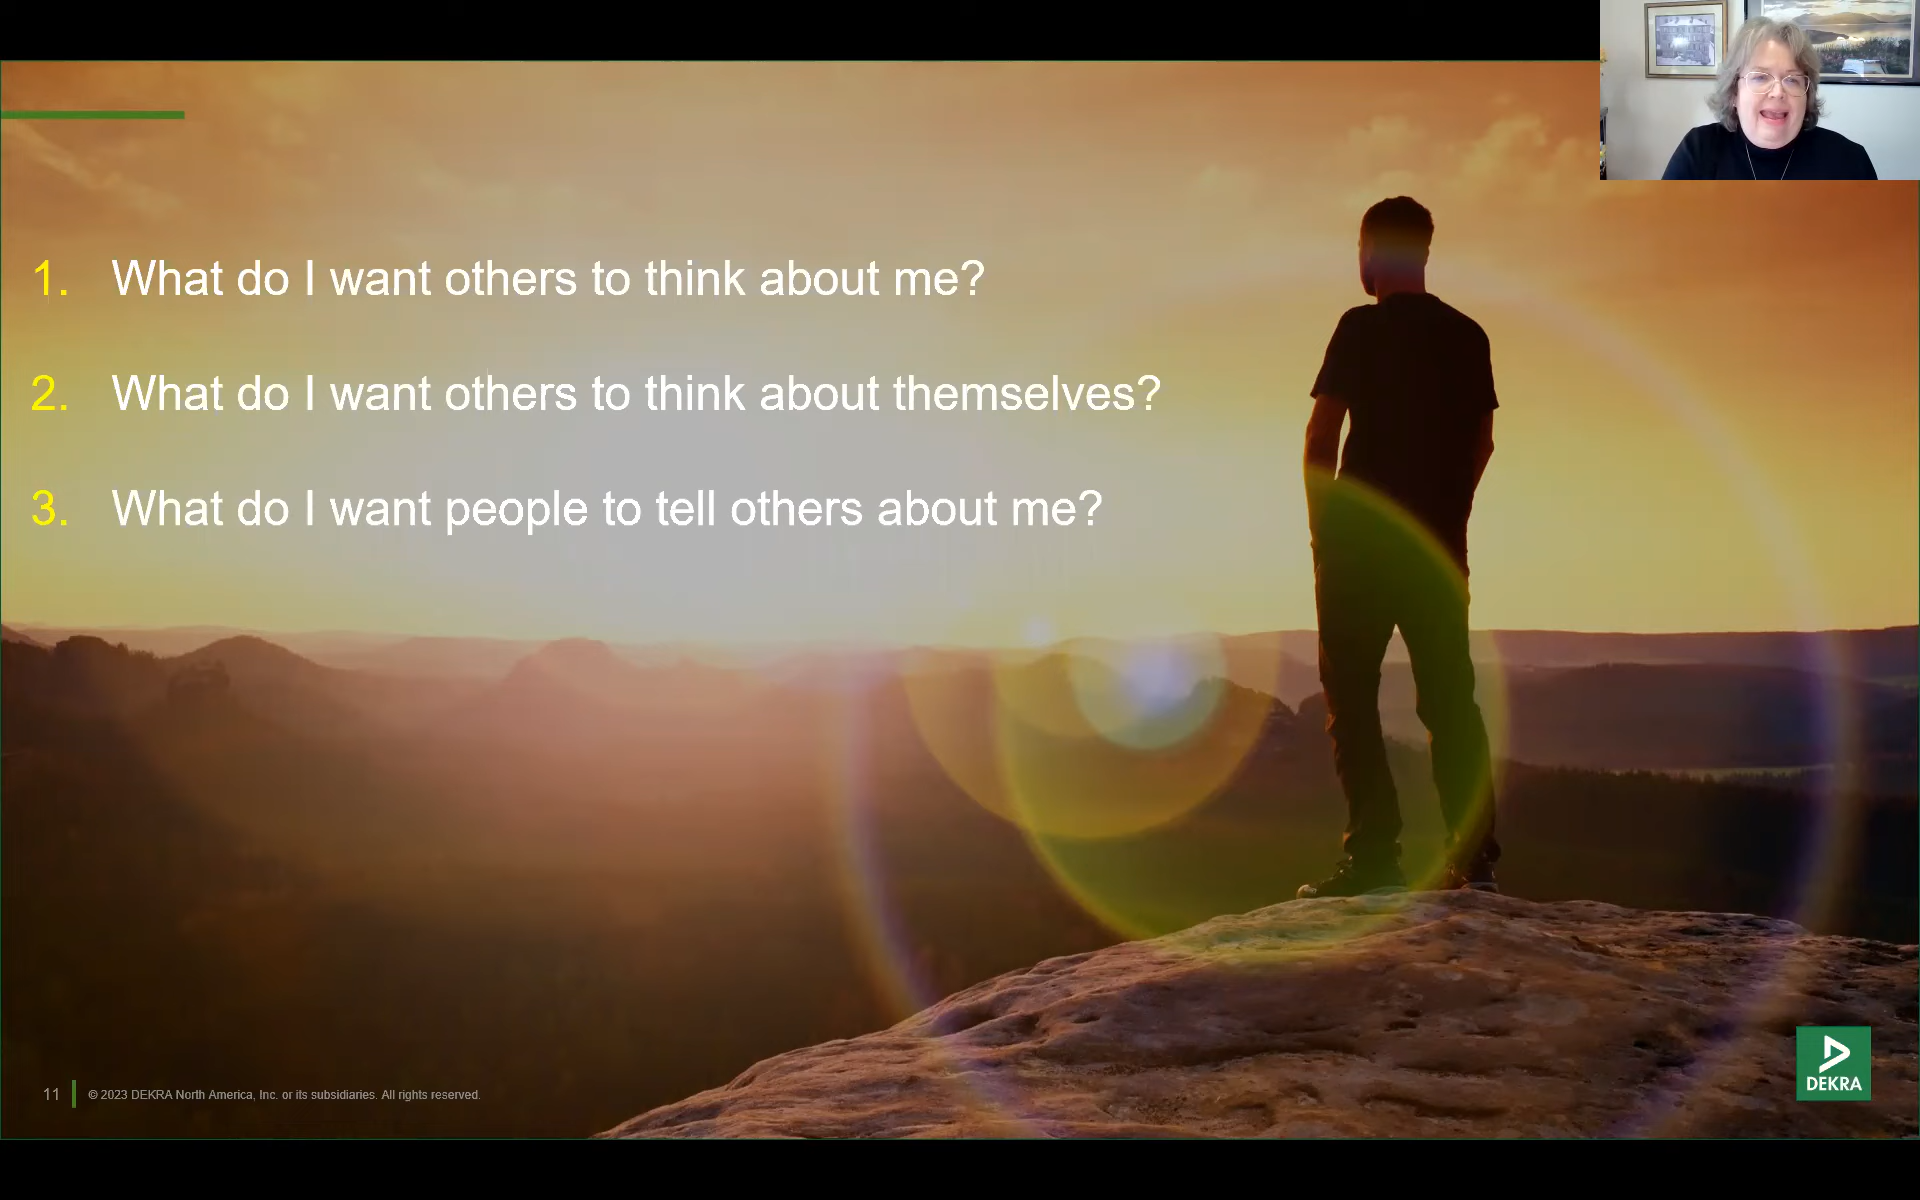 1. What do I want others to think about me?
2. What do I want others to think about themselves?
3. What do I want people to tell others about me?
11 © 2023 DEKRA North America, Inc. or its subsidiaries. All rights reserved.
DEKRA